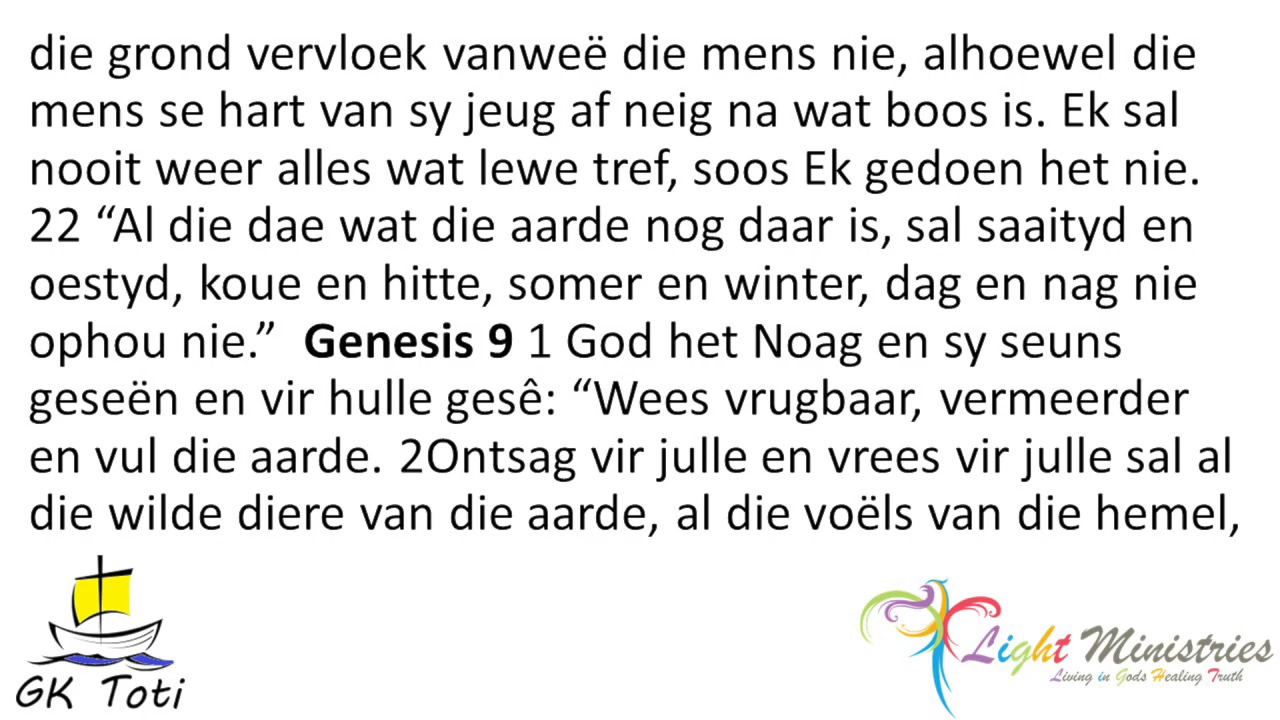 die grond vervloek vanweë die mens nie, alhoewel die
mens se hart van sy jeug af neig na wat boos is. Ek sal
nooit weer alles wat lewe tref, soos Ek gedoen het nie.
22 “Al die dae wat die aarde nog daar is, sal saaityd en
oestyd, koue en hitte, somer en winter, dag en nag nie
ophou nie.” Genesis 9 1 God het Noag en sy seuns
geseën en vir hulle gesê: “Wees vrugbaar, vermeerder
en vul die aarde. 2Ontsag vir julle en vrees vir julle sal al
die wilde diere van die aarde, al die voëls van die hemel,
GK Toti
Light Ministries
Living in Gods Healing Truth